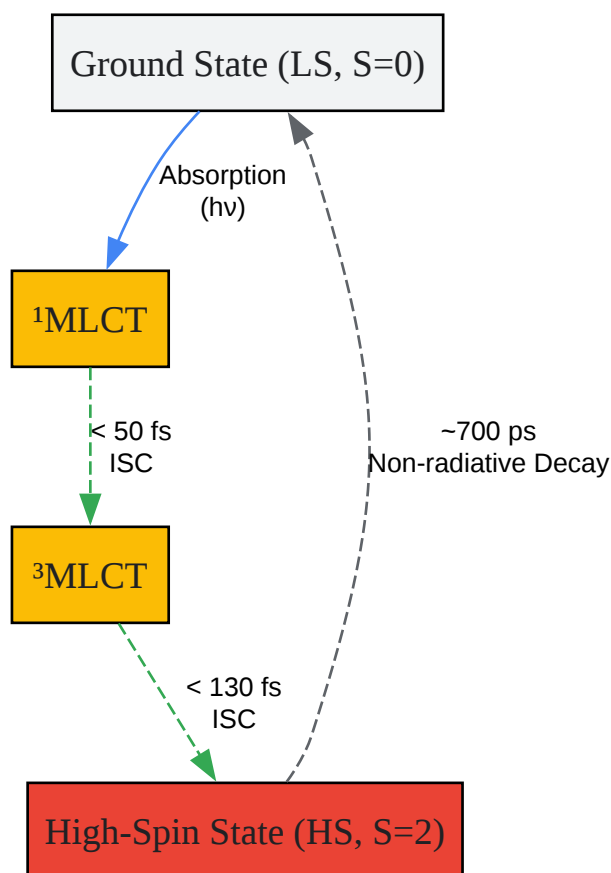 Ground State (LS, S=0)
Absorption
(hν)
¹MLCT
< 50 fs
ISC
~700 ps
Non-radiative Decay
³MLCT
< 130 fs
ISC
High-Spin State (HS, S=2)